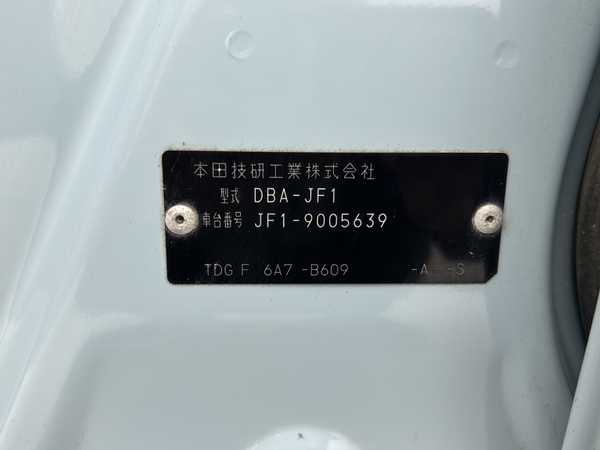 本田技研工業株式会社
型式 DBA-JF1
車台番号 JF1-9005639
TDG F 6A7 -B609 -A -S